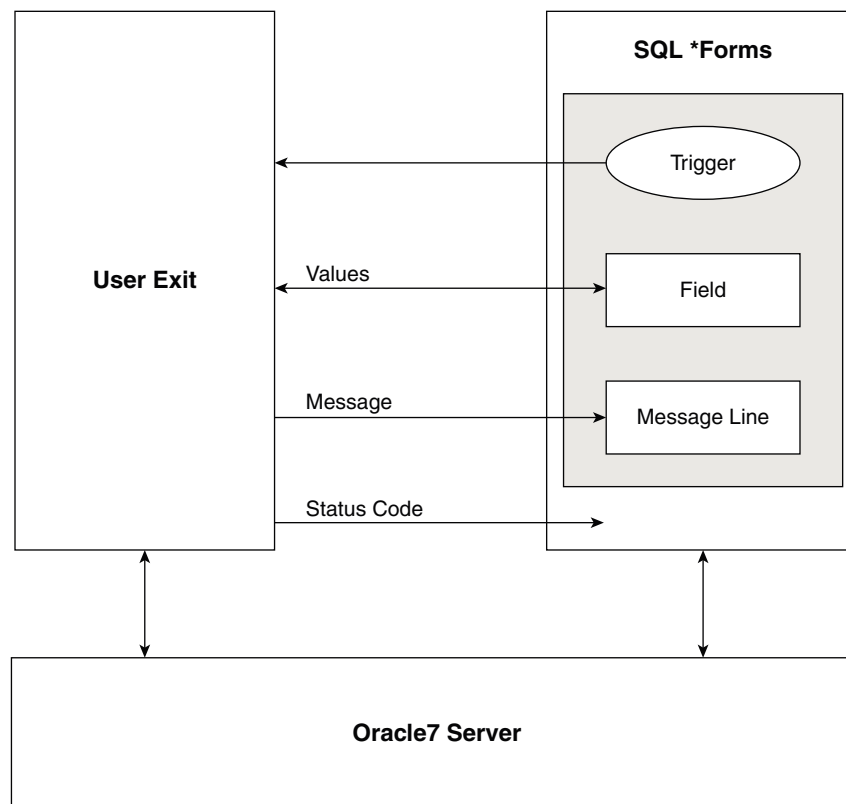 SQL *Forms
Trigger
User Exit
Values
Field
Message
Message Line
Status Code
Oracle7 Server